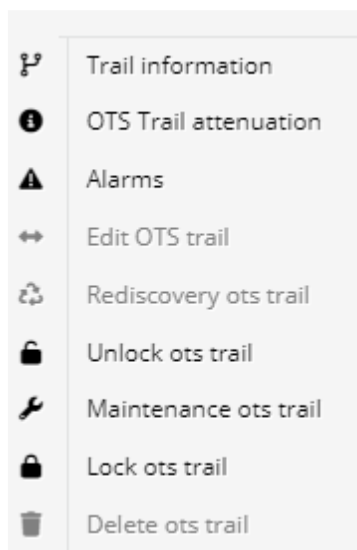 Trail information
OTS Trail attenuation
Alarms
Edit OTS trail
Rediscovery ots trail
Unlock ots trail
Maintenance ots trail
Lock ots trail
Delete ots trail